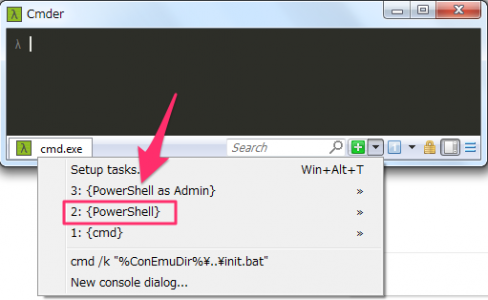 Cmder
λ
cmd.exe
Search
Setup tasks... Win+Alt+T
3: {PowerShell as Admin} »
2: {PowerShell} »
1: {cmd} »
cmd /k "%ConEmuDir%¥..¥init.bat"
New console dialog...